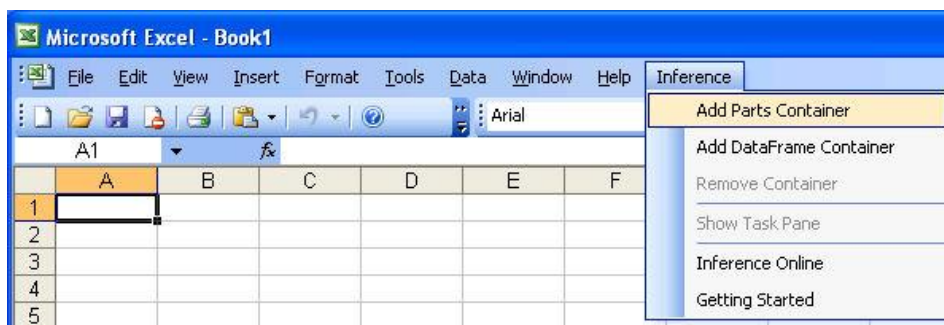 Microsoft Excel - Book1
File Edit View Insert Format Tools Data Window Help Inference
Arial
Add Parts Container
A1 fx
Add DataFrame Container
A B C D E F
Remove Container
1
Show Task Pane
2
3
Inference Online
4
Getting Started
5